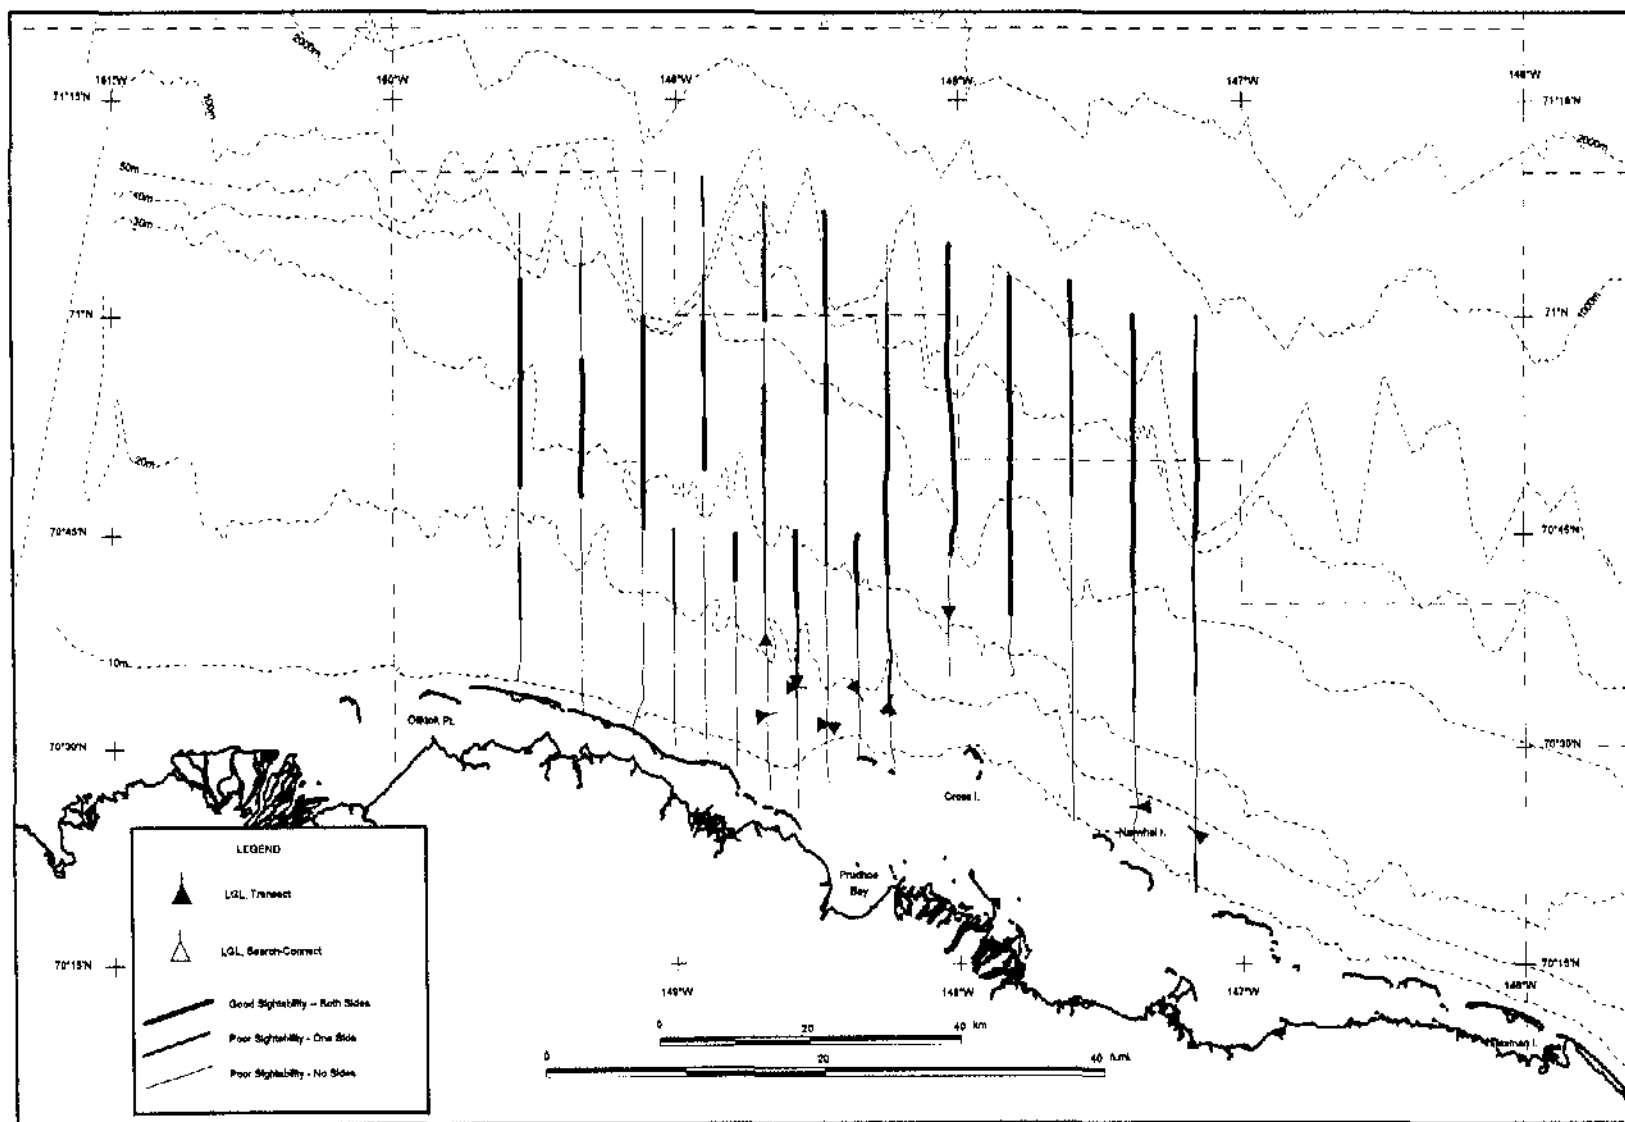 2000m
151°W
150°W
149°W
148°W
147°W
146°W
71°15'N
71°15'N
2000m
50m
40m
30m
1000m
71°N
71°N
20m
70°45'N
70°45'N
10m
Oliktok Pt.
70°30'N
70°30'N
Cross I.
Narwhal I.
LEGEND
Prudhoe
Bay
LGL, Transect
LGL, Search-Connect
70°15'N
70°15'N
149°W
148°W
147°W
146°W
Good Sightability -- Both Sides
Poor Sightability - One Side
Poor Sightability - No Sides
0 20 40 km
0 20 40 n.mi.